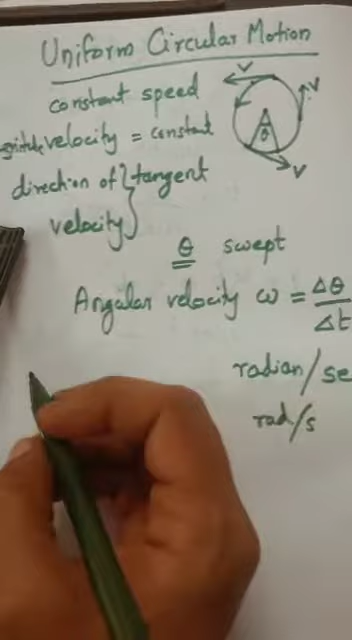 Uniform Circular Motion
constant speed
velocity = constant
direction of } tangent
velocity
θ swept
Angular velocity ω = Δθ/Δt
radian/se
rad/s
V
V
θ
V